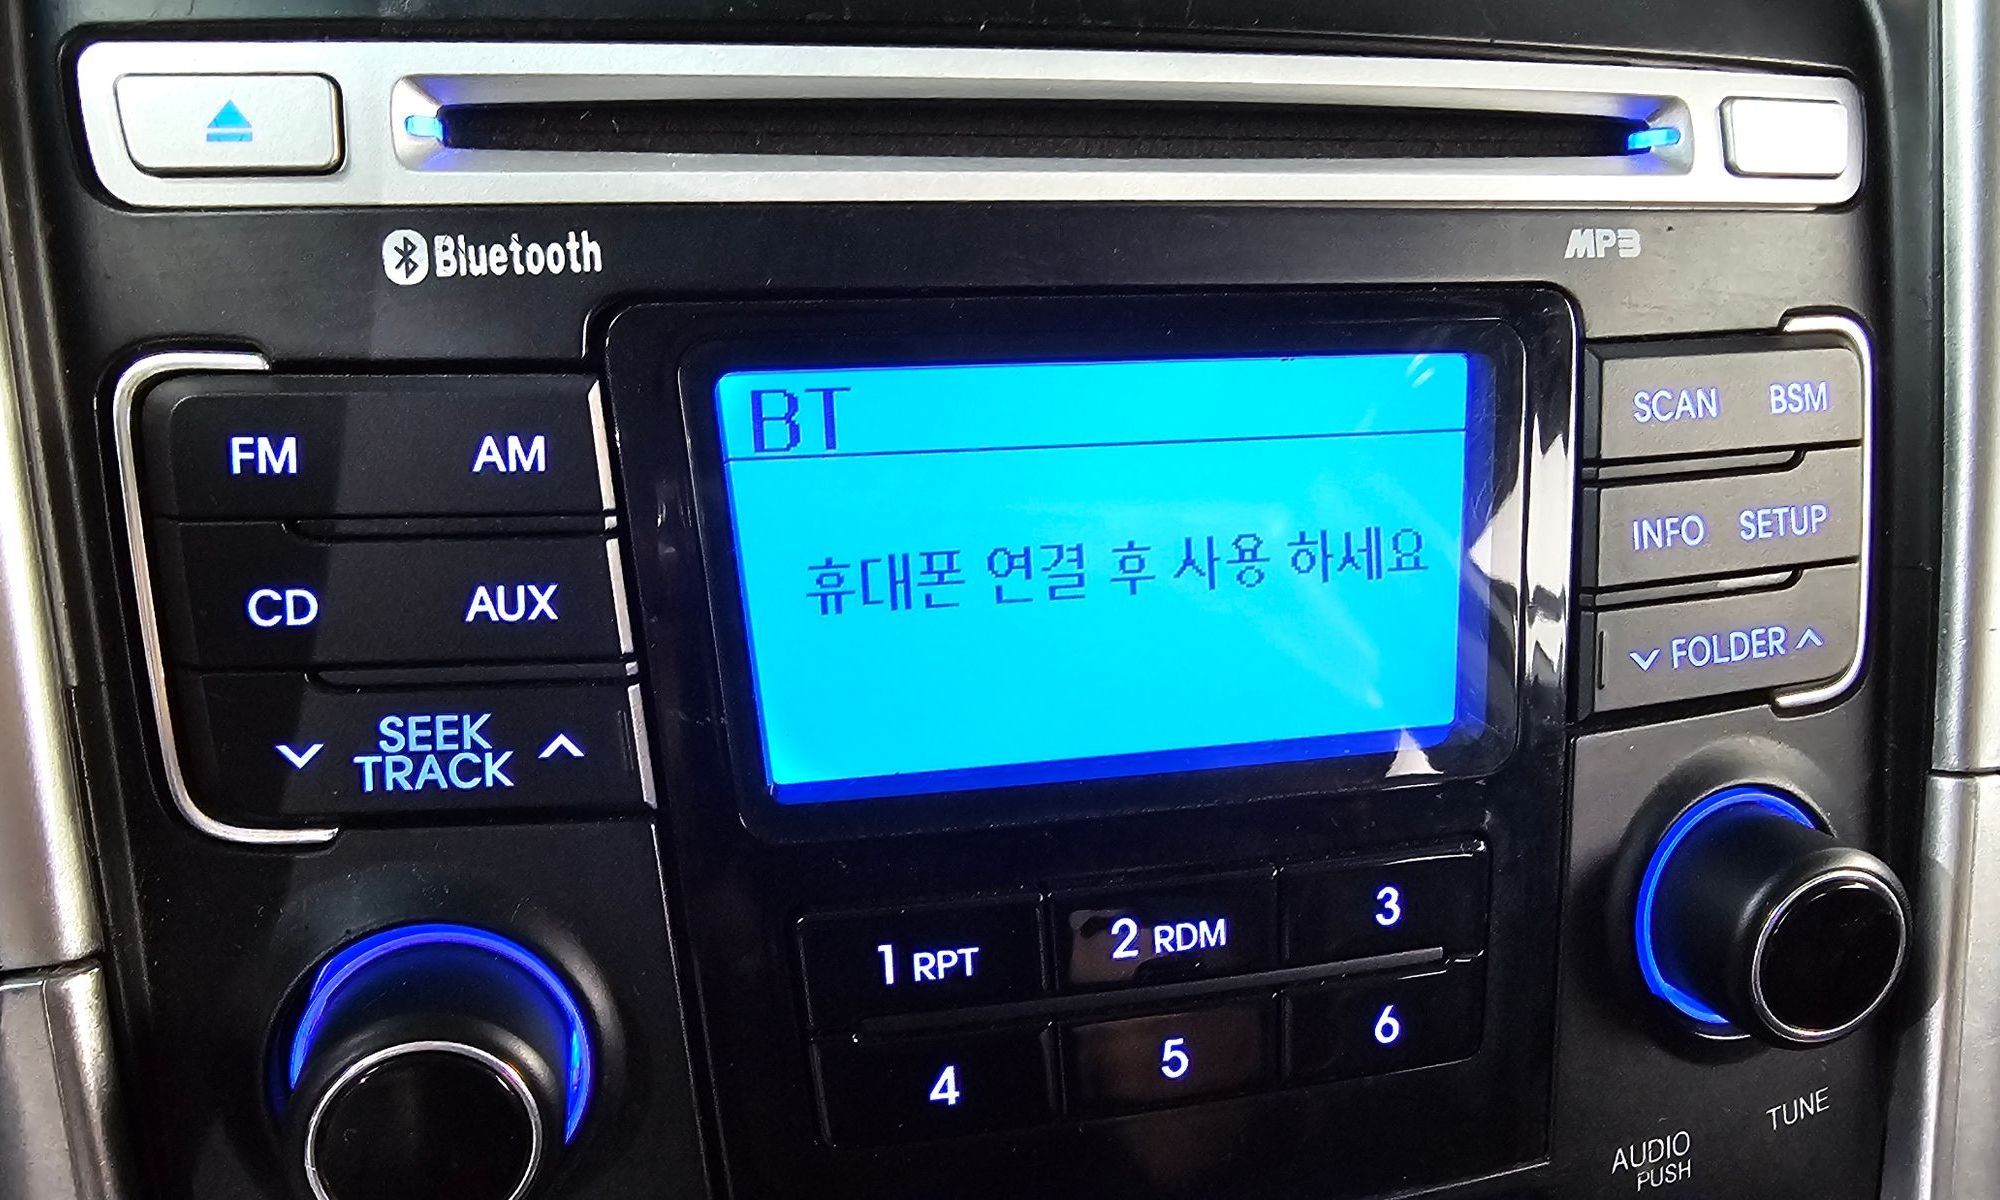 Bluetooth
MP3
FM AM
CD AUX
SEEK
TRACK
BT
휴대폰 연결 후 사용 하세요
SCAN BSM
INFO SETUP
FOLDER
1 RPT 2 RDM 3
4 5 6
TUNE
AUDIO
PUSH